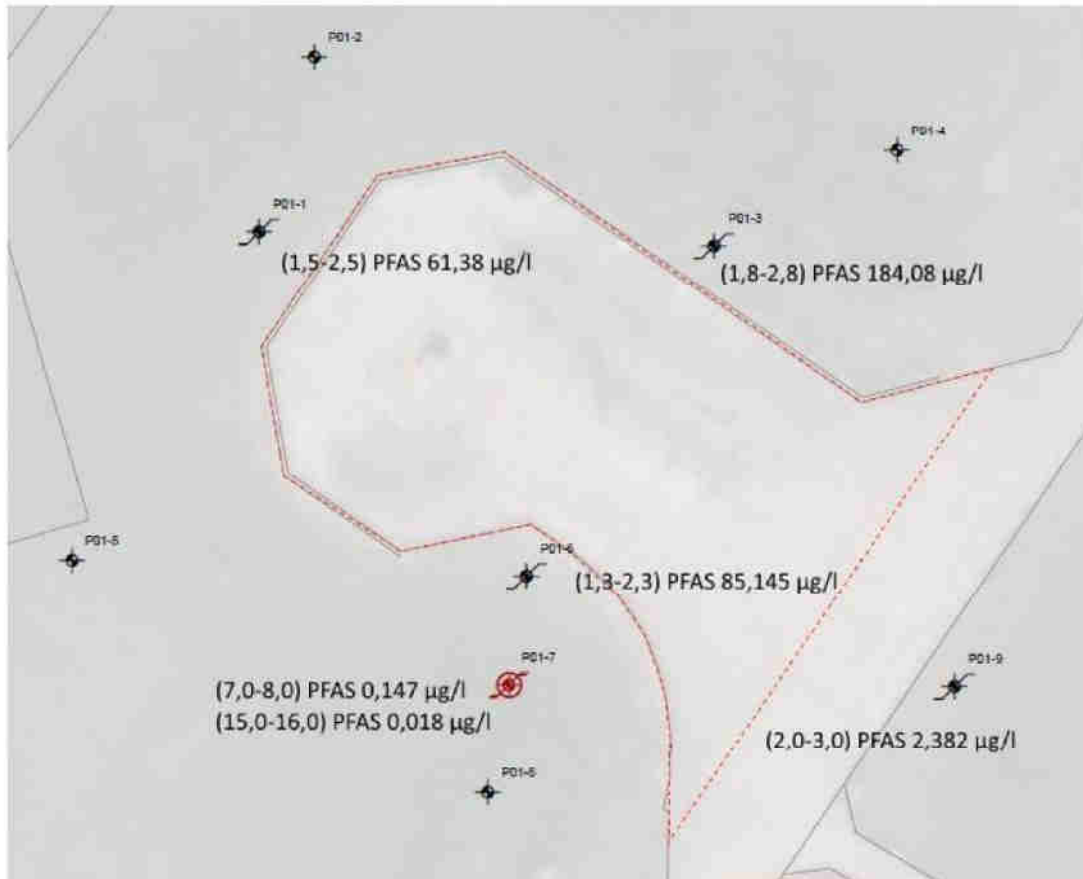 P01-2
P01-4
P01-1
P01-3
(1,5-2,5) PFAS 61,38 µg/l
(1,8-2,8) PFAS 184,08 µg/l
P01-5
P01-6
(1,3-2,3) PFAS 85,145 µg/l
P01-7
P01-9
(7,0-8,0) PFAS 0,147 µg/l
(15,0-16,0) PFAS 0,018 µg/l
(2,0-3,0) PFAS 2,382 µg/l